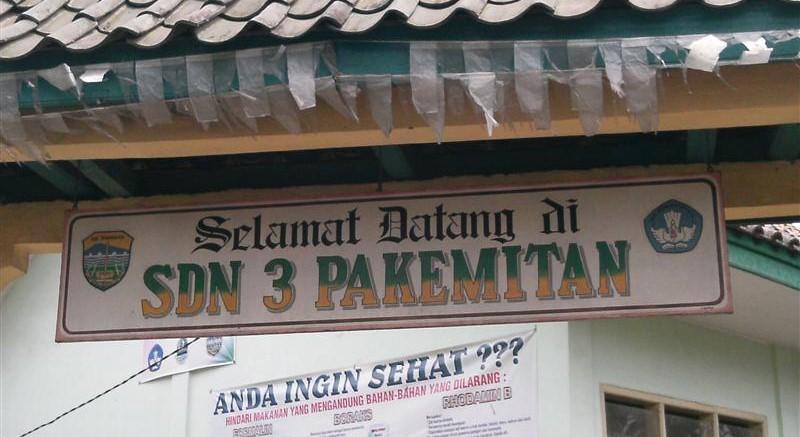 Selamat Datang di
SDN 3 PAKEMITAN
ANDA INGIN SEHAT ???
HINDARI MAKANAN YANG MENGANDUNG BAHAN-BAHAN YANG DILARANG :
FORMALIN BORAKS RHODAMIN B